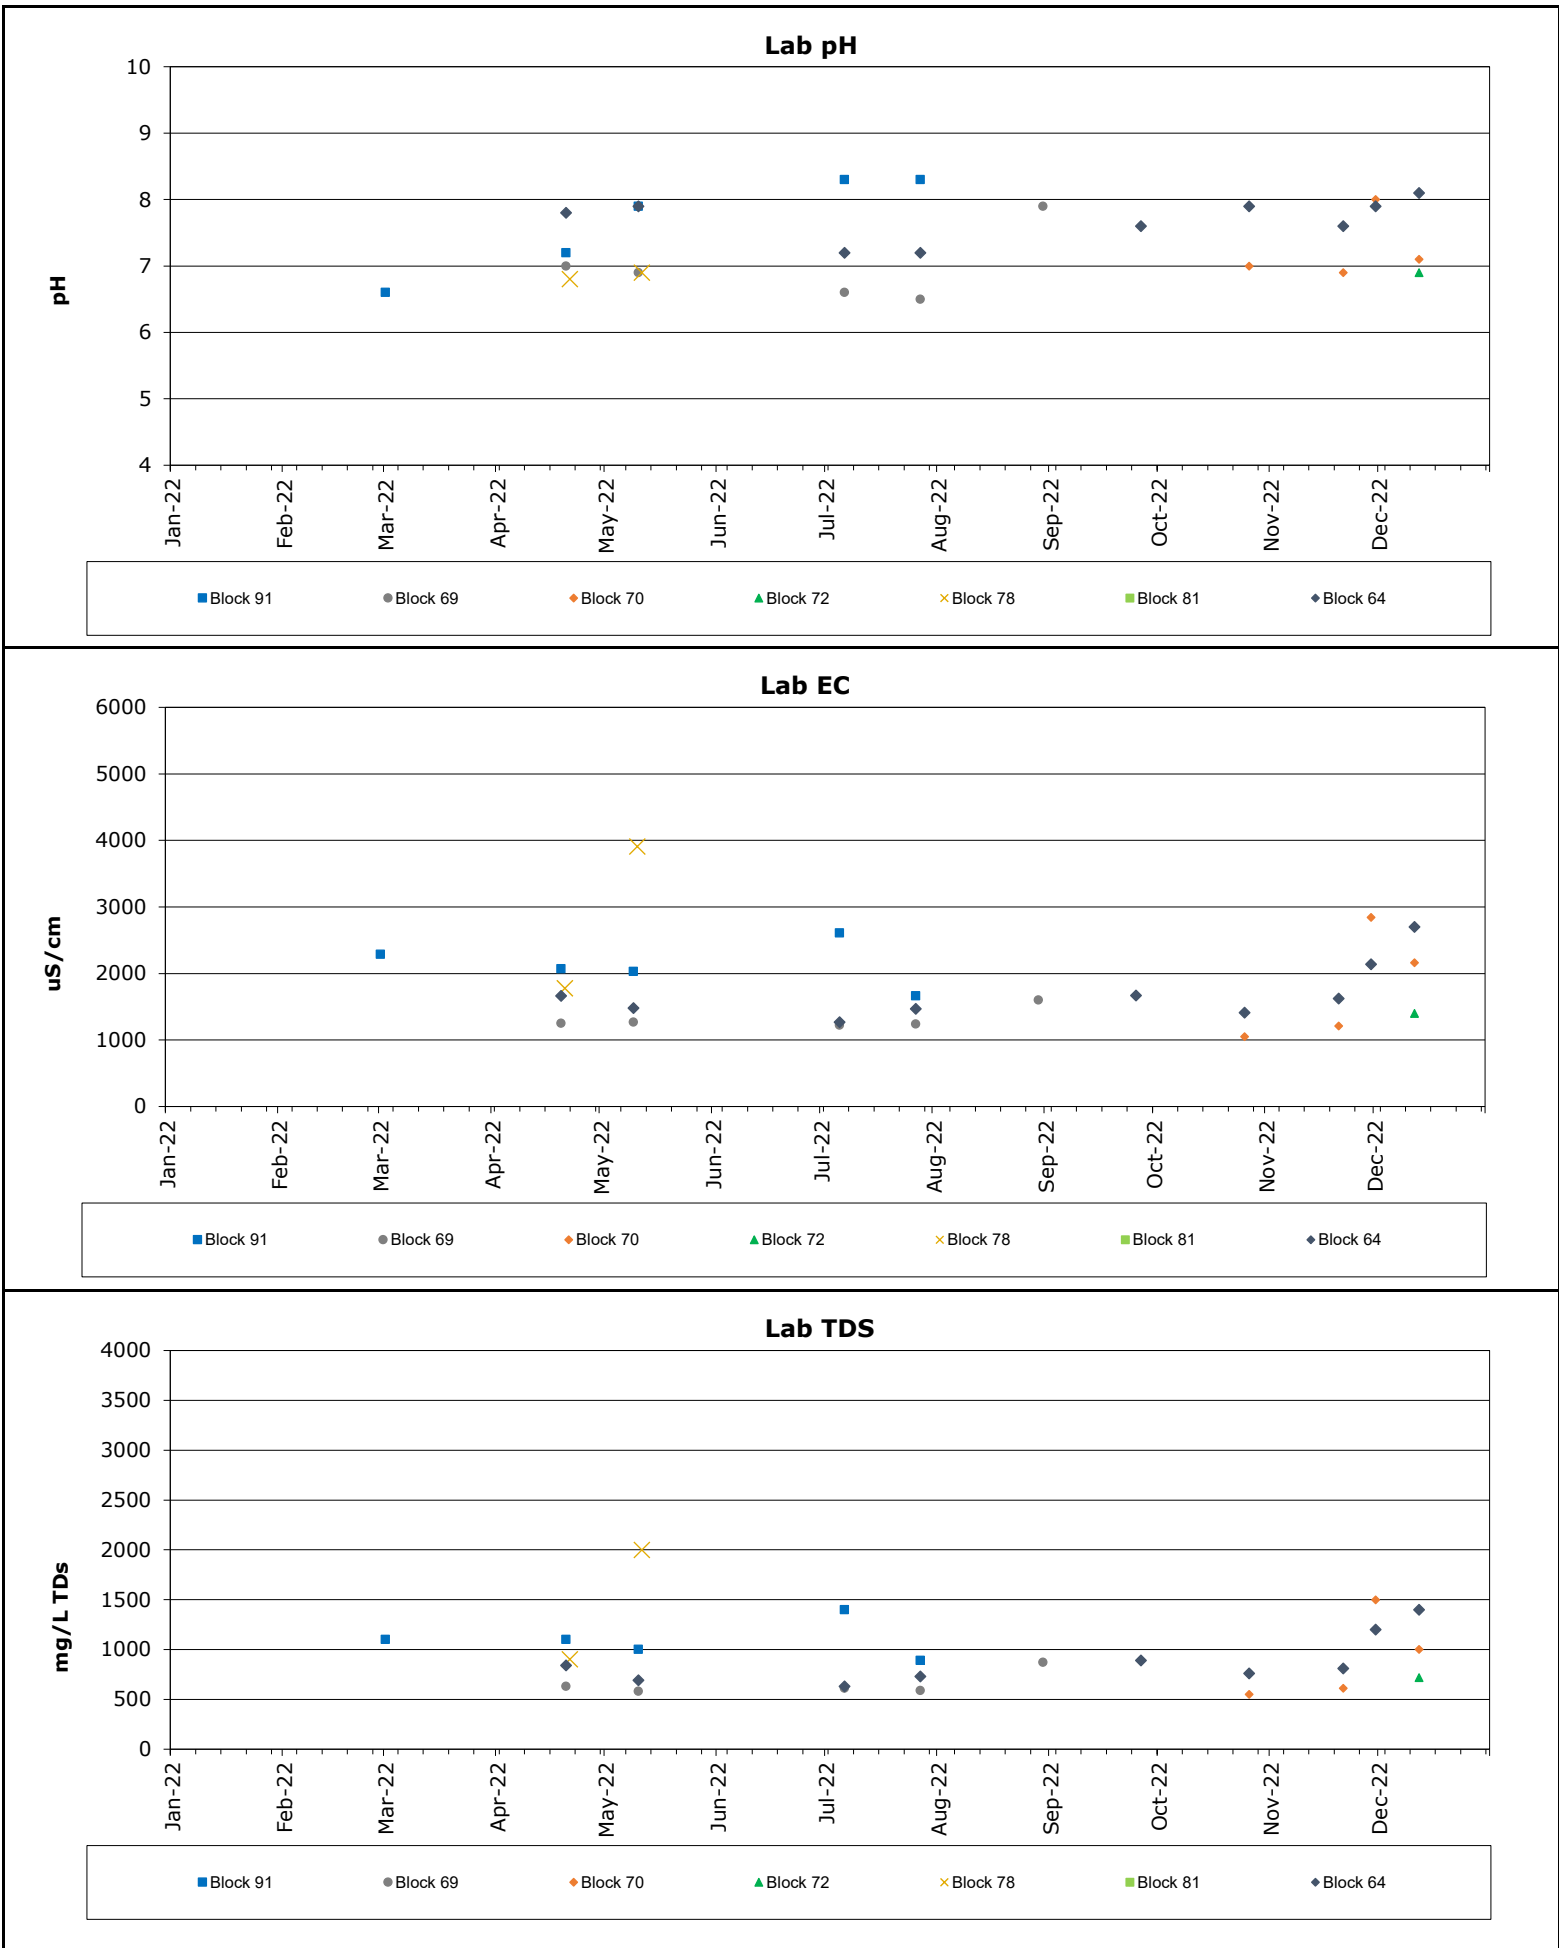 Lab pH
10
9
8
7
6
5
4
pH
Jan-22 Feb-22 Mar-22 Apr-22 May-22 Jun-22 Jul-22 Aug-22 Sep-22 Oct-22 Nov-22 Dec-22
Block 91 Block 69 Block 70 Block 72 Block 78 Block 81 Block 64
Lab EC
6000
5000
4000
3000
2000
1000
0
uS/cm
Jan-22 Feb-22 Mar-22 Apr-22 May-22 Jun-22 Jul-22 Aug-22 Sep-22 Oct-22 Nov-22 Dec-22
Block 91 Block 69 Block 70 Block 72 Block 78 Block 81 Block 64
Lab TDS
4000
3500
3000
2500
2000
1500
1000
500
0
mg/L TDs
Jan-22 Feb-22 Mar-22 Apr-22 May-22 Jun-22 Jul-22 Aug-22 Sep-22 Oct-22 Nov-22 Dec-22
Block 91 Block 69 Block 70 Block 72 Block 78 Block 81 Block 64